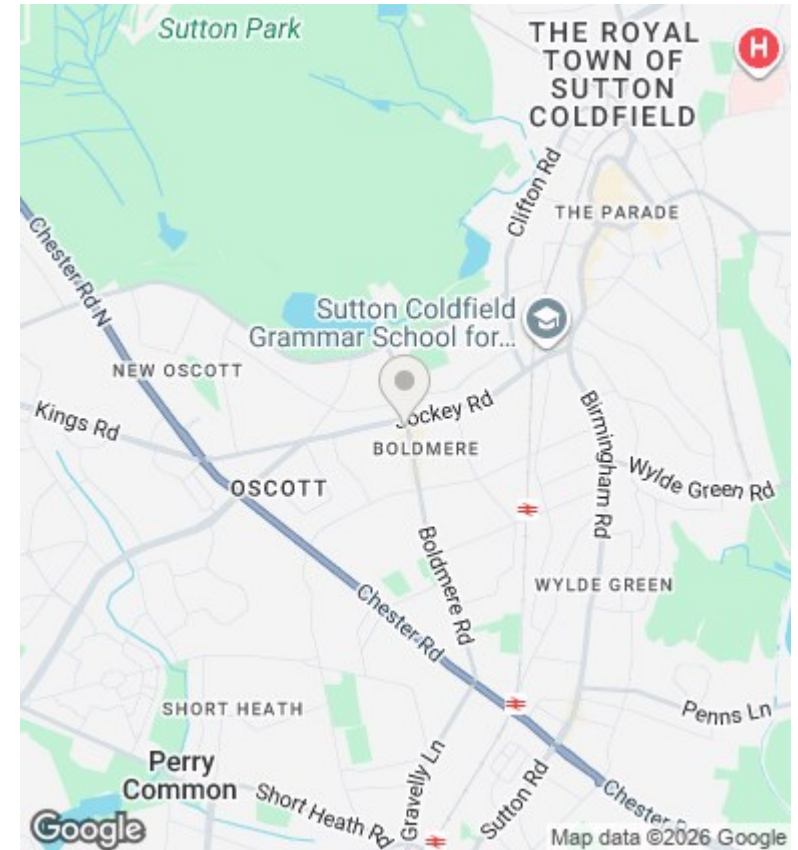 Sutton Park
THE ROYAL
TOWN OF
SUTTON
COLDFIELD
H
Clifton Rd
THE PARADE
Chester Rd N
Sutton Coldfield
Grammar School for...
NEW OSCOTT
Kings Rd
Jockey Rd
BOLDMERE
Birmingham Rd
Wylde Green Rd
OSCOTT
Boldmere Rd
WYLDE GREEN
Chester Rd
SHORT HEATH
Penns Ln
Perry
Common
Short Heath Rd
Gravelly Ln
Sutton Rd
Chester Rd
Google
Map data ©2026 Google